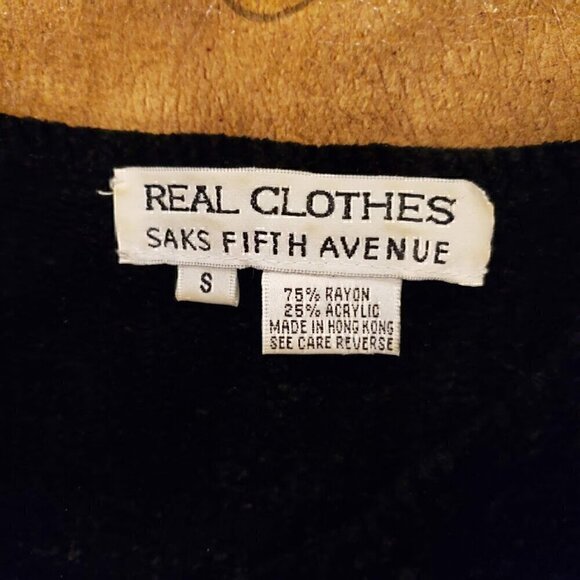 REAL CLOTHES
SAKS FIFTH AVENUE
S
75% RAYON
25% ACRYLIC
MADE IN HONG KONG
SEE CARE REVERSE